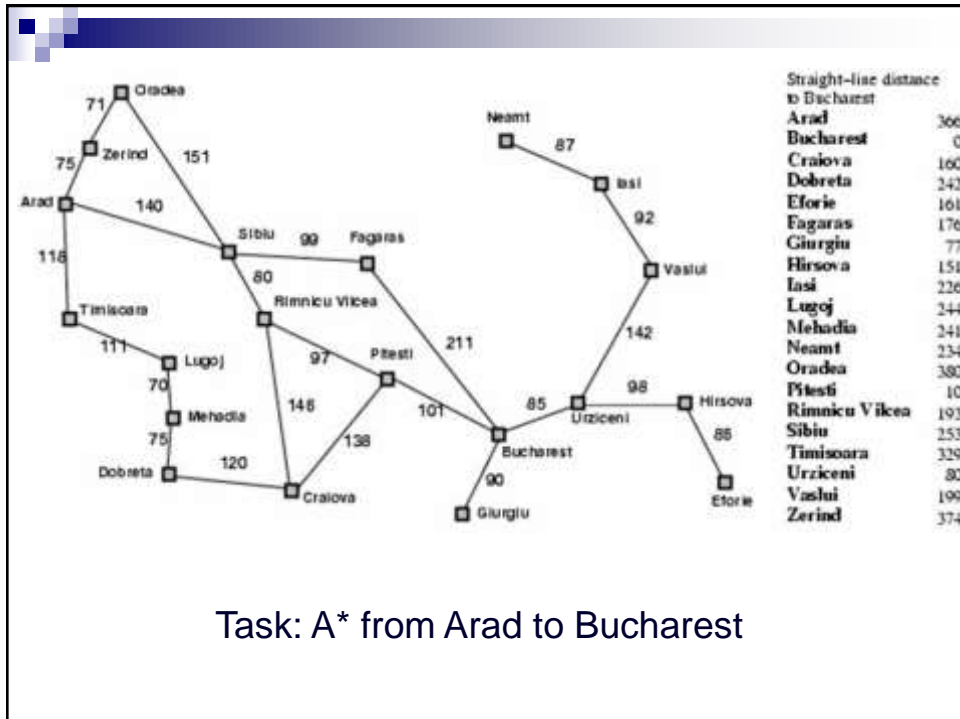 Oradea
71
Neamt
87
Zerind
151
75
Iasi
Arad
140
92
Sibiu
99
Fagaras
118
80
Vaslui
Timisoara
Rimnicu Vilcea
111
142
211
Lugoj
97
Pitesti
70
98
Hirsova
146
85
Mehadia
101
Urziceni
138
86
75
Bucharest
120
Dobreta
90
Eforie
Craiova
Giurgiu
Straight-line distance
to Bucharest
Arad 366
Bucharest 0
Craiova 160
Dobreta 242
Eforie 161
Fagaras 176
Giurgiu 77
Hirsova 151
Iasi 226
Lugoj 244
Mehadia 241
Neamt 234
Oradea 380
Pitesti 10
Rimnicu Vilcea 193
Sibiu 253
Timisoara 329
Urziceni 80
Vaslui 199
Zerind 374
Task: A* from Arad to Bucharest